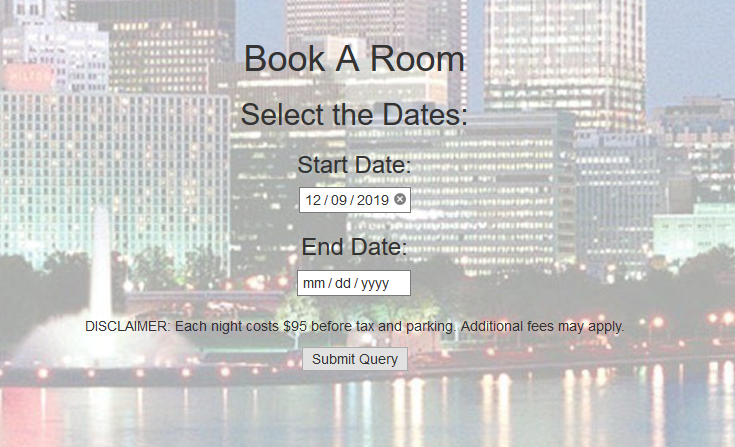 Book A Room
Select the Dates:
Start Date:
12 / 09 / 2019
End Date:
mm / dd / yyyy
DISCLAIMER: Each night costs $95 before tax and parking. Additional fees may apply.
Submit Query